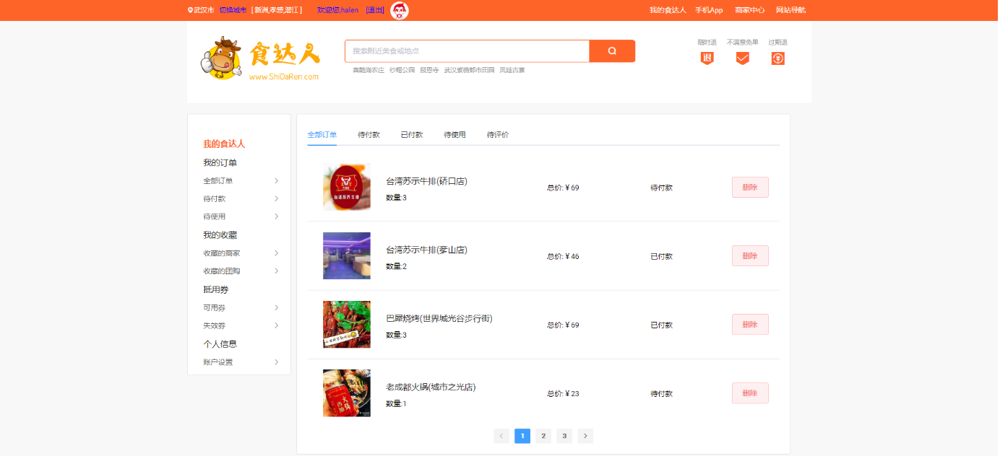 武汉市 切换城市 [新洲,孝感,潜江] 欢迎您,halen [退出] 我的食达人 手机App 商家中心 网站导航
食达人
www.ShiDaRen.com
搜索附近美食或地点
喜鹊湖农庄 纱帽公园 报恩寺 武汉紫薇都市田园 凤娃古寨
随时退 不满意免单 过期退
退
我的食达人
我的订单
全部订单
待付款
待使用
我的收藏
收藏的商家
收藏的团购
抵用券
可用券
失效券
个人信息
账户设置
全部订单 待付款 已付款 待使用 待评价
台湾苏示牛排(硚口店)
数量:3
总价:¥69 待付款 删除
台湾苏示牛排(寥山店)
数量:2
总价:¥46 已付款 删除
巴犀烧烤(世界城光谷步行街)
数量:3
总价:¥69 已付款 删除
老成都火锅(城市之光店)
数量:1
总价:¥23 待付款 删除
1 2 3